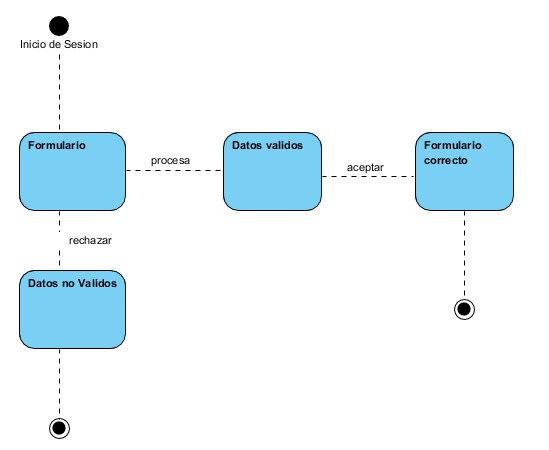 Inicio de Sesion
Formulario
procesa
Datos validos
aceptar
Formulario
correcto
rechazar
Datos no Validos